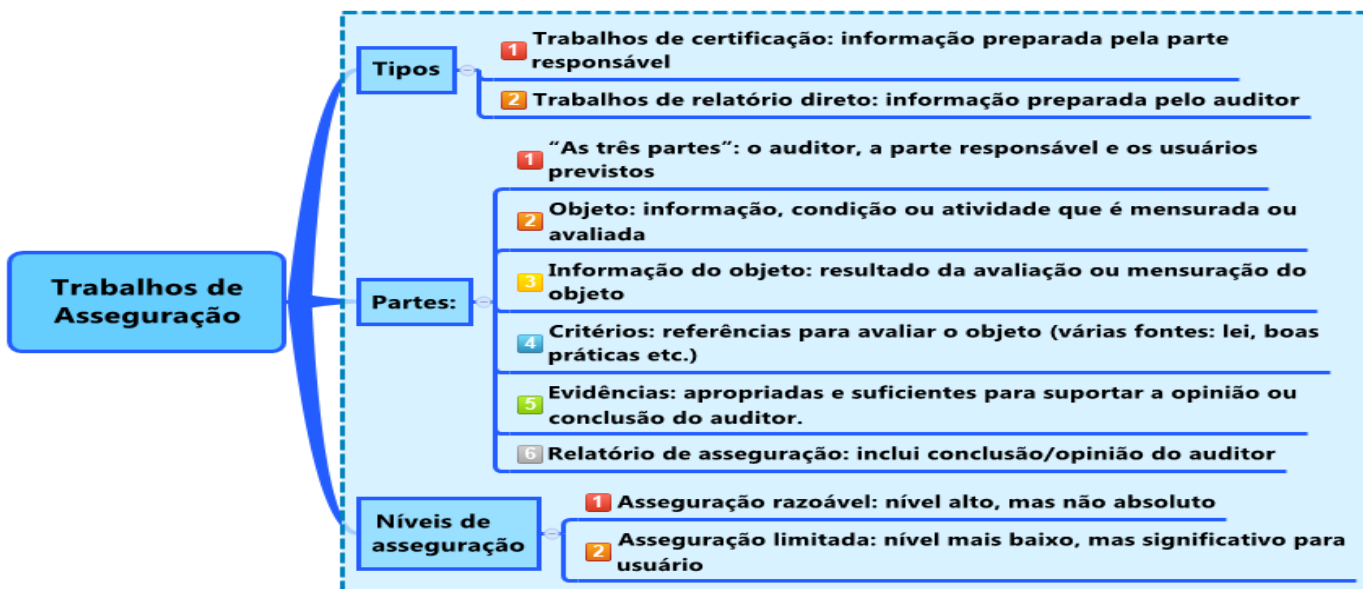 Trabalhos de
Asseguração
Tipos
1 Trabalhos de certificação: informação preparada pela parte
responsável
2 Trabalhos de relatório direto: informação preparada pelo auditor
Partes:
1 “As três partes”: o auditor, a parte responsável e os usuários
previstos
2 Objeto: informação, condição ou atividade que é mensurada ou
avaliada
3 Informação do objeto: resultado da avaliação ou mensuração do
objeto
4 Critérios: referências para avaliar o objeto (várias fontes: lei, boas
práticas etc.)
5 Evidências: apropriadas e suficientes para suportar a opinião ou
conclusão do auditor.
6 Relatório de asseguração: inclui conclusão/opinião do auditor
Níveis de
asseguração
1 Asseguração razoável: nível alto, mas não absoluto
2 Asseguração limitada: nível mais baixo, mas significativo para
usuário